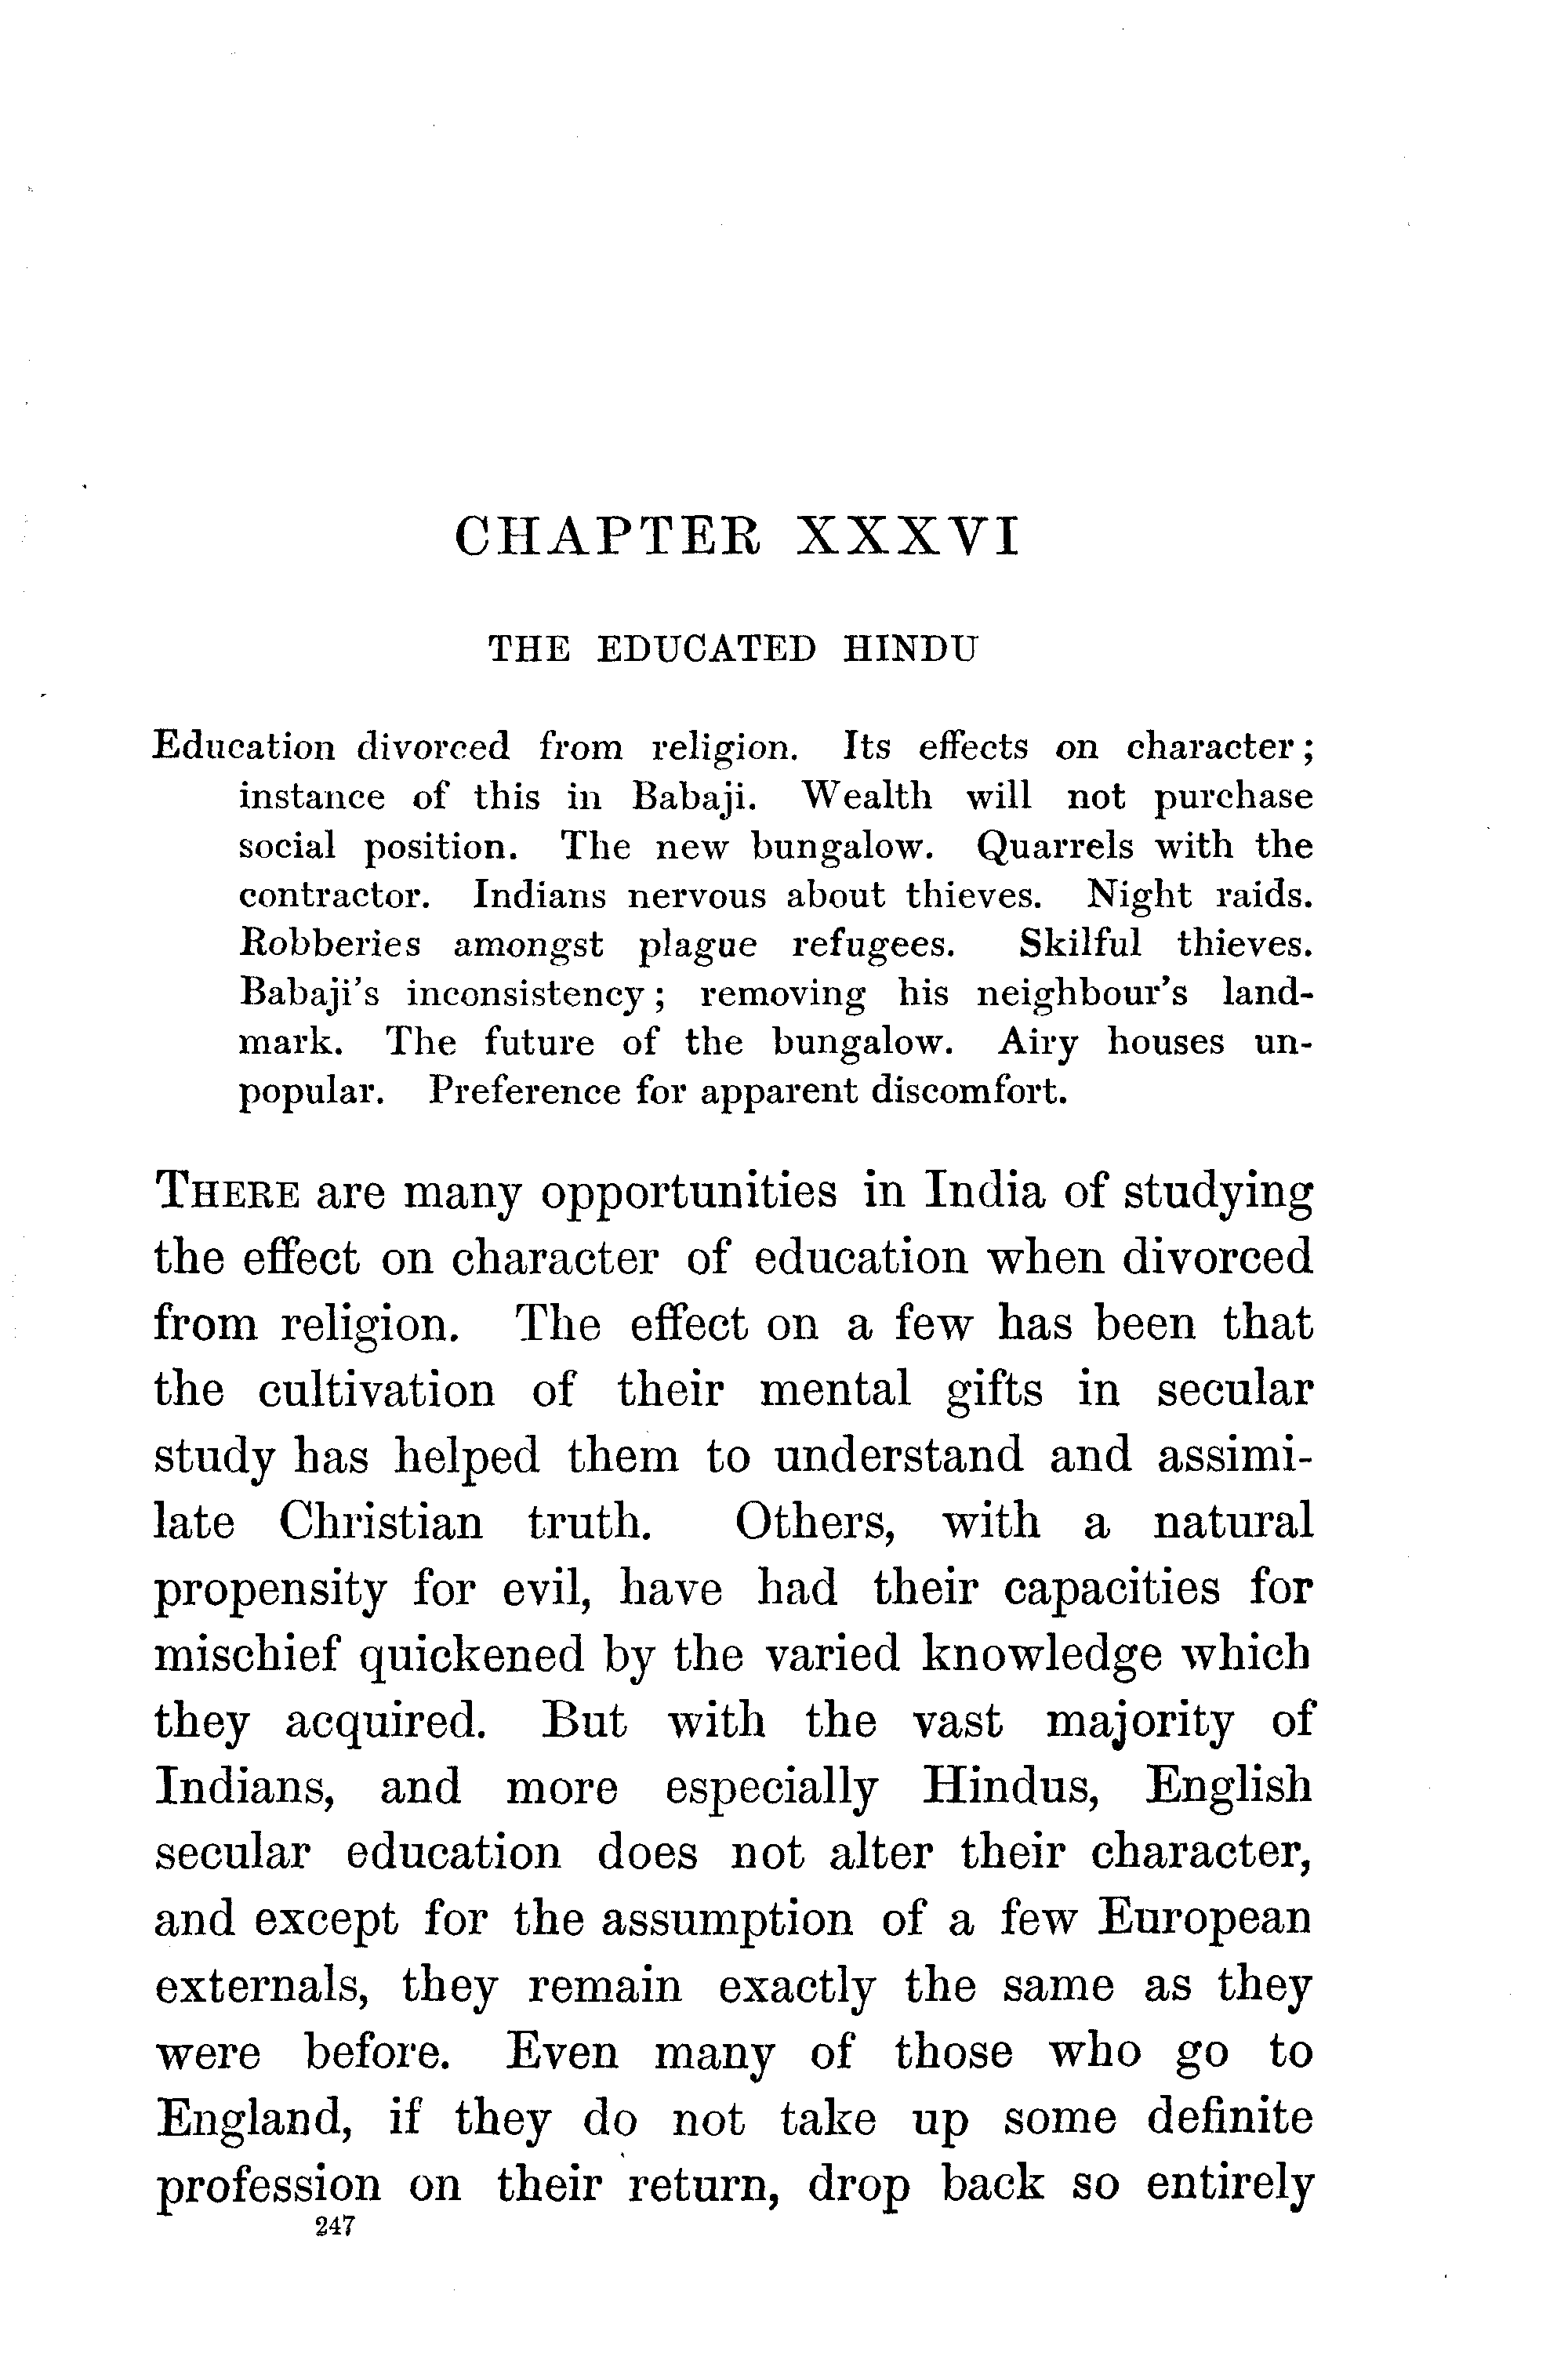 CHAPTER XXXVI
THE EDUCATED HINDU
Education divorced from religion. Its effects on character;
instance of this in Babaji. Wealth will not purchase
social position. The new bungalow. Quarrels with the
contractor. Indians nervous about thieves. Night raids.
Robberies amongst plague refugees. Skilful thieves.
Babaji's inconsistency; removing his neighbour's land-
mark. The future of the bungalow. Airy houses un-
popular. Preference for apparent discomfort.
THERE are many opportunities in India of studying
the effect on character of education when divorced
from religion. The effect on a few has been that
the cultivation of their mental gifts in secular
study has helped them to understand and assimi-
late Christian truth. Others, with a natural
propensity for evil, have had their capacities for
mischief quickened by the varied knowledge which
they acquired. But with the vast majority of
Indians, and more especially Hindus, English
secular education does not alter their character,
and except for the assumption of a few European
externals, they remain exactly the same as they
were before. Even many of those who go to
England, if they do not take up some definite
profession on their return, drop back so entirely
247